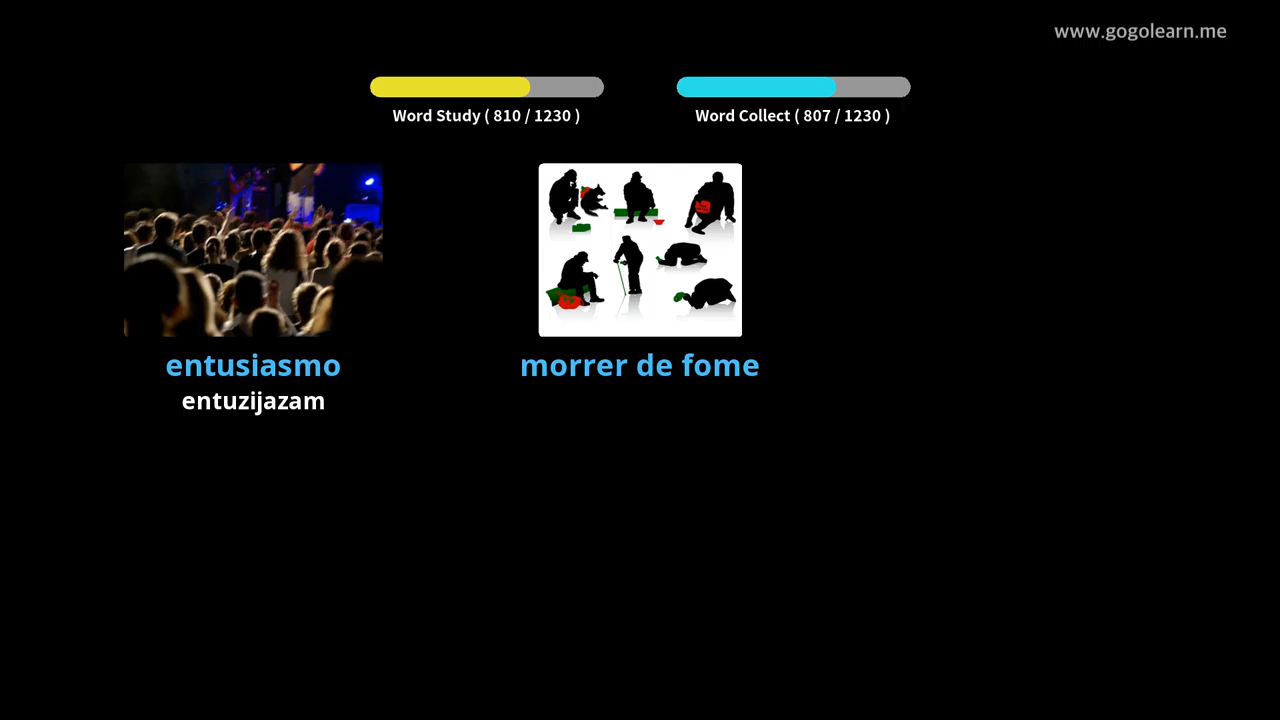 www.gogolearn.me
Word Study ( 810 / 1230 )
Word Collect ( 807 / 1230 )
entusiasmo
entuzijazam
morrer de fome